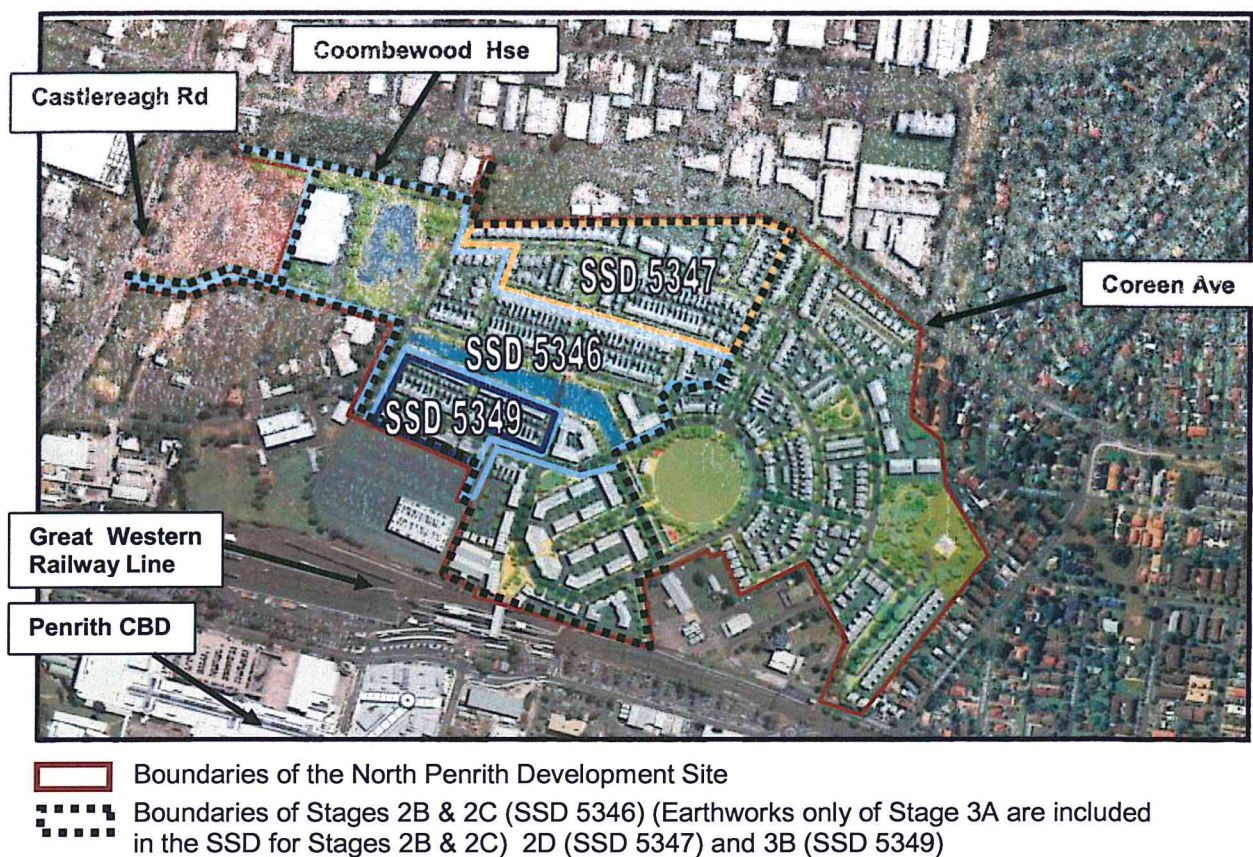 Coombewood Hse
Castlereagh Rd
SSD 5347
Coreen Ave
SSD 5346
SSD 5349
Great Western
Railway Line
Penrith CBD
Boundaries of the North Penrith Development Site
Boundaries of Stages 2B & 2C (SSD 5346) (Earthworks only of Stage 3A are included
in the SSD for Stages 2B & 2C) 2D (SSD 5347) and 3B (SSD 5349)